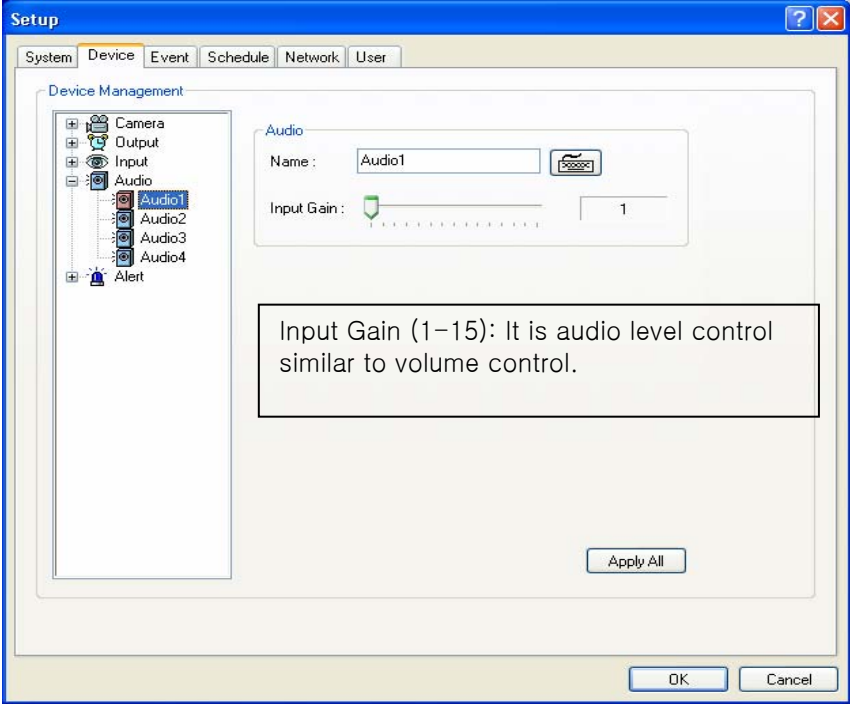 Setup
System Device Event Schedule Network User
Device Management
Camera
Output
Input
Audio
Audio1
Audio2
Audio3
Audio4
Alert
Audio
Name : Audio1
Input Gain : 1
Input Gain (1-15): It is audio level control
similar to volume control.
Apply All
OK Cancel